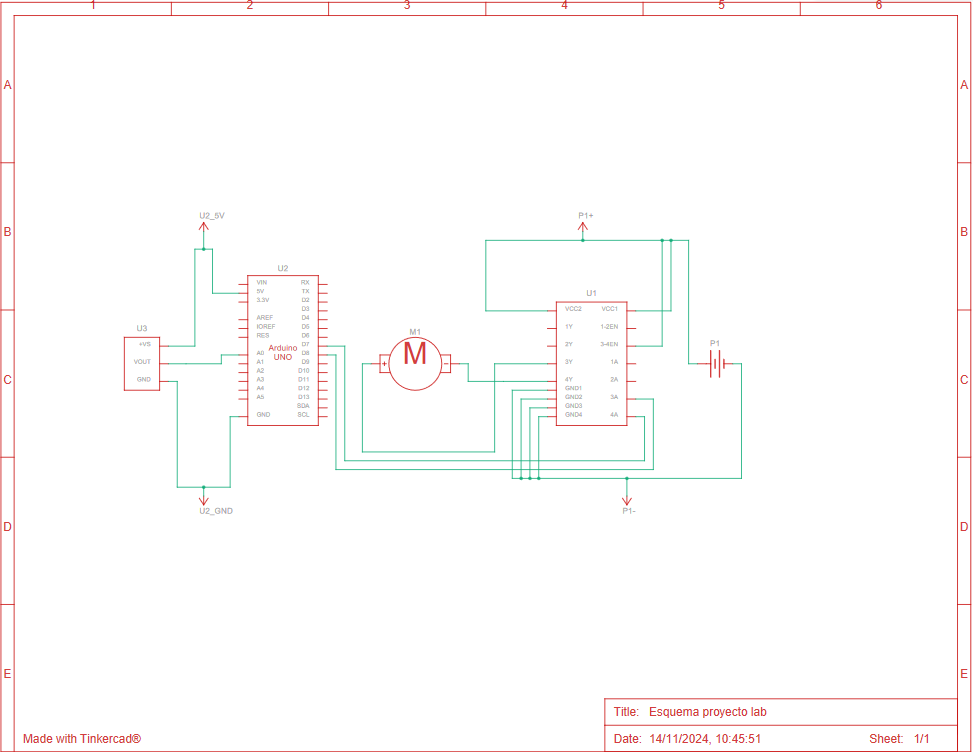 1 2 3 4 5 6
A A
B B
C C
D D
E E
U2_5V
P1+
U2
VIN RX
5V TX
3.3V D2
D3
AREF D4
IOREF D5
RES D6
D7
A0 D8
A1 D9
A2 D10
A3 D11
A4 D12
A5 D13
SDA
GND SCL
Arduino
UNO
U3
+VS
VOUT
GND
M1
M
+ -
U1
VCC2 VCC1
1Y 1-2EN
2Y 3-4EN
3Y 1A
4Y 2A
GND1
GND2 3A
GND3
GND4 4A
P1
U2_GND
P1-
Title: Esquema proyecto lab
Made with Tinkercad®
Date: 14/11/2024, 10:45:51 Sheet: 1/1